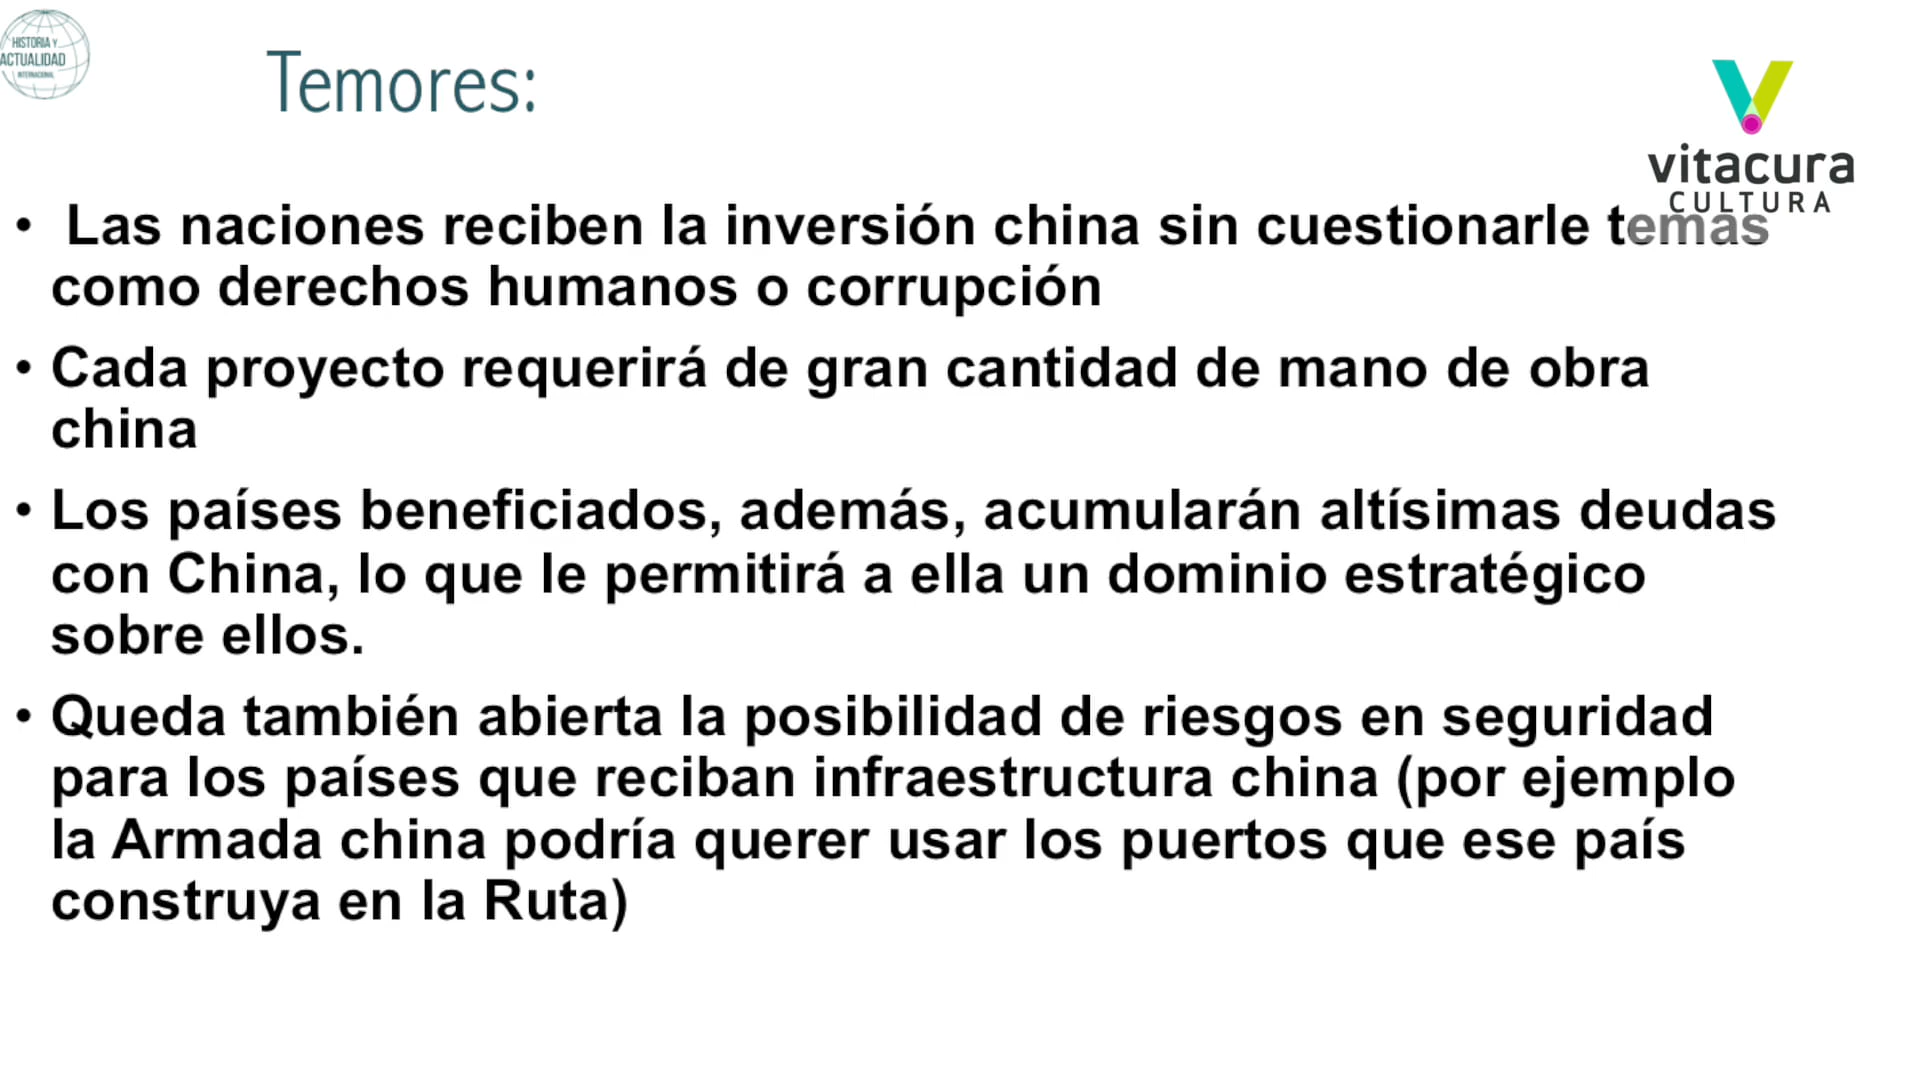 HISTORIA Y
ACTUALIDAD
INTERNACIONAL
Temores:
vitacura
CULTURA
• Las naciones reciben la inversión china sin cuestionarle temas
como derechos humanos o corrupción
• Cada proyecto requerirá de gran cantidad de mano de obra
china
• Los países beneficiados, además, acumularán altísimas deudas
con China, lo que le permitirá a ella un dominio estratégico
sobre ellos.
• Queda también abierta la posibilidad de riesgos en seguridad
para los países que reciban infraestructura china (por ejemplo
la Armada china podría querer usar los puertos que ese país
construya en la Ruta)